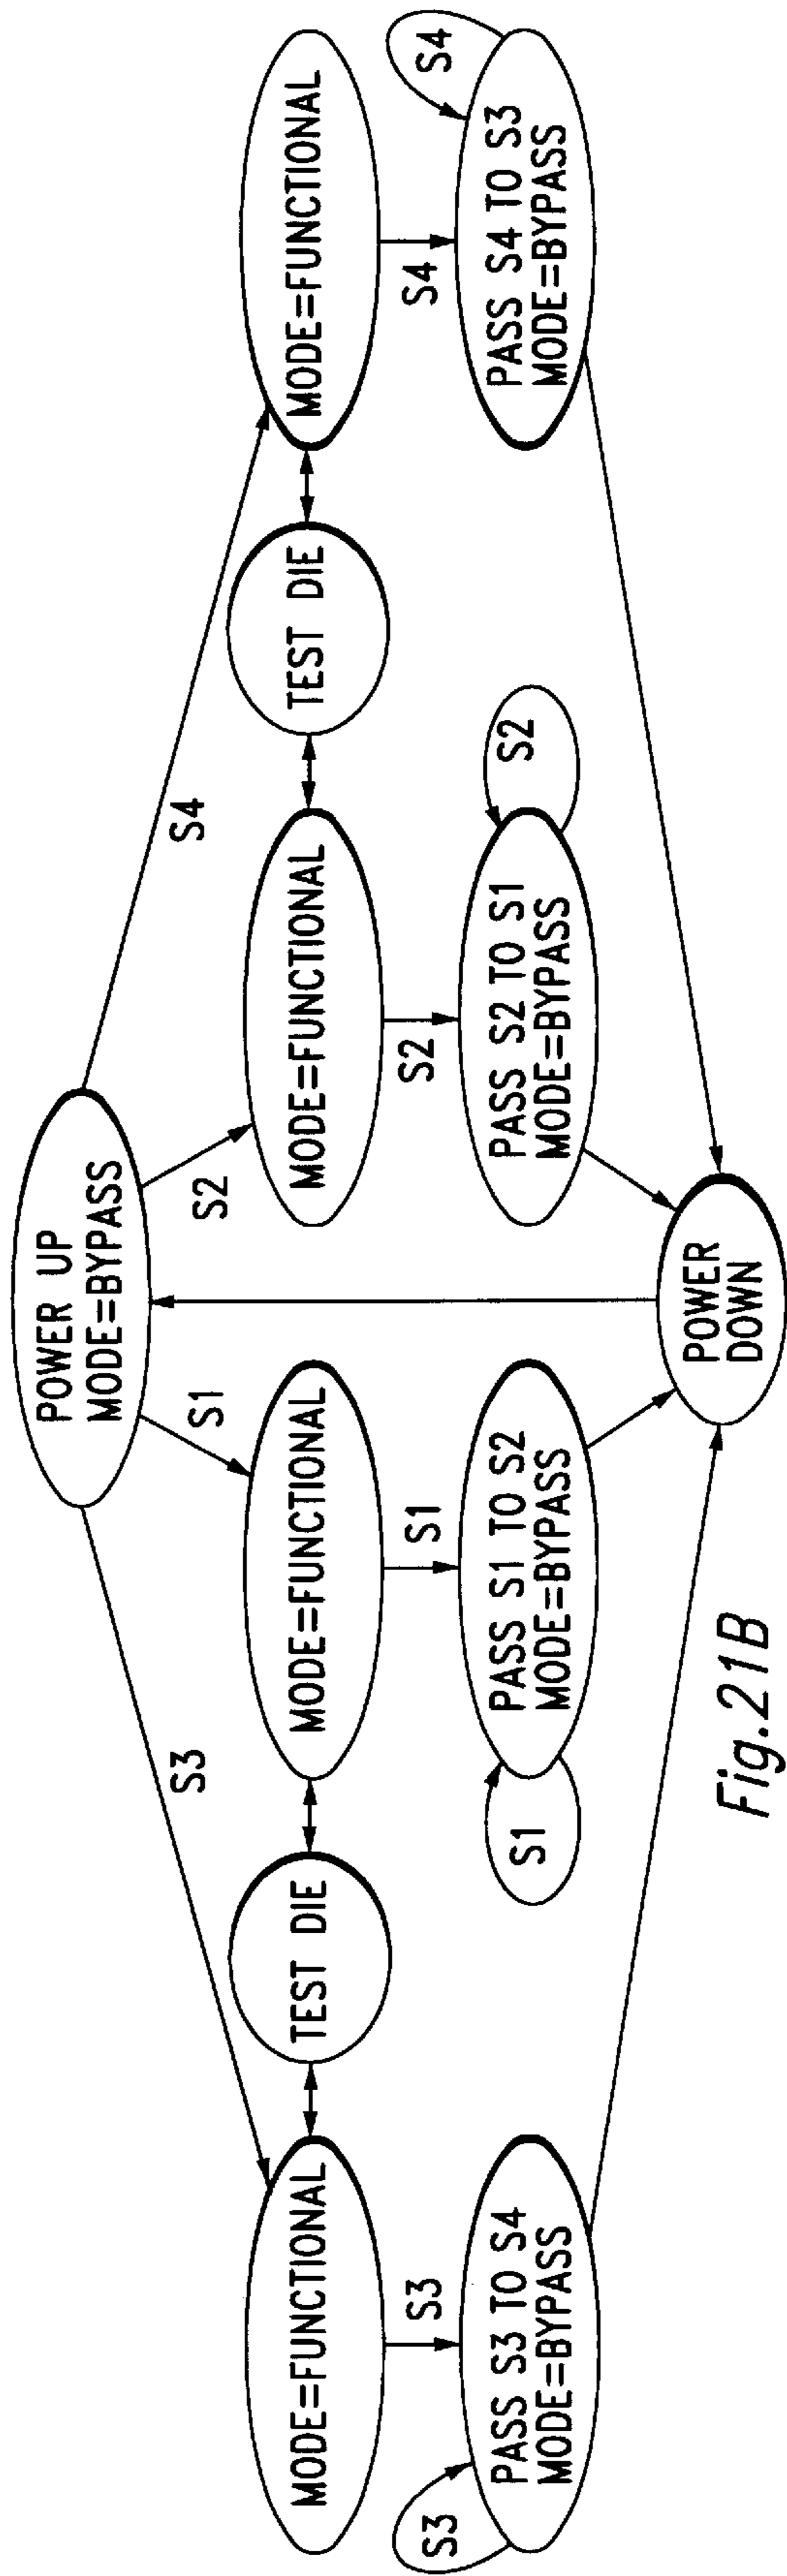 POWER UP
MODE=BYPASS
S3
S1
S2
S4
MODE=FUNCTIONAL
TEST DIE
MODE=FUNCTIONAL
MODE=FUNCTIONAL
TEST DIE
MODE=FUNCTIONAL
S3
S1
S2
S4
S3
PASS S3 TO S4
MODE=BYPASS
S1
PASS S1 TO S2
MODE=BYPASS
PASS S2 TO S1
MODE=BYPASS
S2
PASS S4 TO S3
MODE=BYPASS
S4
POWER
DOWN
Fig.21B